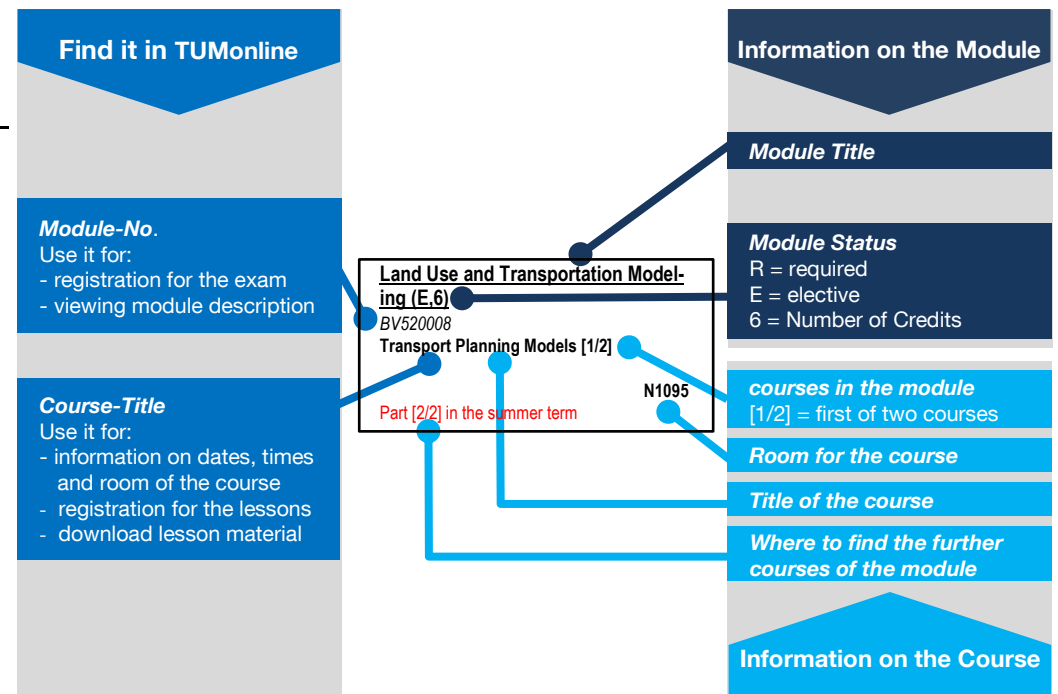 Find it in TUMonline
Module-No.
Use it for:
- registration for the exam
- viewing module description
Course-Title
Use it for:
- information on dates, times
and room of the course
- registration for the lessons
- download lesson material
Land Use and Transportation Model-
ing (E,6)
BV520008
Transport Planning Models [1/2]
N1095
Part [2/2] in the summer term
Information on the Module
Module Title
Module Status
R = required
E = elective
6 = Number of Credits
courses in the module
[1/2] = first of two courses
Room for the course
Title of the course
Where to find the further
courses of the module
Information on the Course